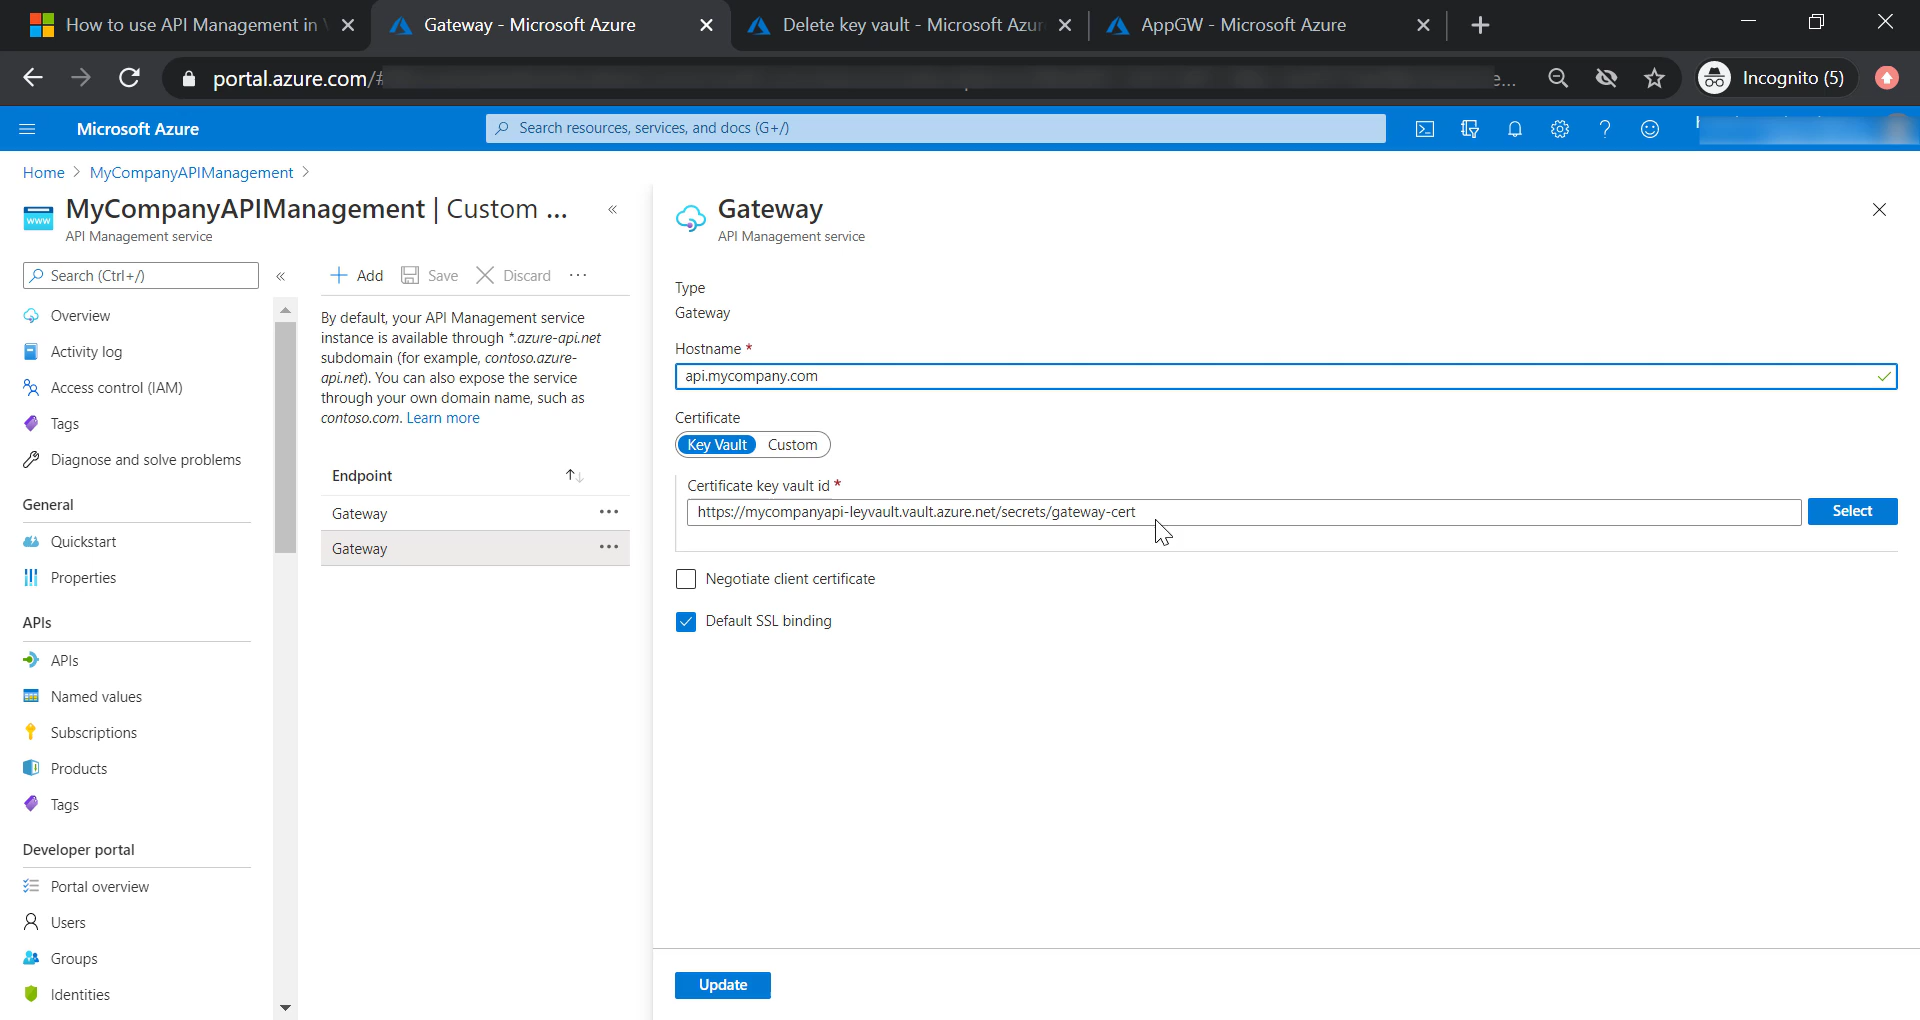 How to use API Management in
Gateway - Microsoft Azure
Delete key vault - Microsoft Azur
AppGW - Microsoft Azure
portal.azure.com/#
e...
Incognito (5)
Microsoft Azure
Search resources, services, and docs (G+/)
Home > MyCompanyAPIManagement >
www
MyCompanyAPIManagement | Custom ...
API Management service
Search (Ctrl+/)
Overview
Activity log
Access control (IAM)
Tags
Diagnose and solve problems
General
Quickstart
Properties
APIs
APIs
Named values
Subscriptions
Products
Tags
Developer portal
Portal overview
Users
Groups
Identities
Add
Save
Discard
...
By default, your API Management service
instance is available through *.azure-api.net
subdomain (for example, contoso.azure-
api.net). You can also expose the service
through your own domain name, such as
contoso.com. Learn more
Endpoint
Gateway
Gateway
Gateway
API Management service
Type
Gateway
Hostname *
api.mycompany.com
Certificate
Key Vault Custom
Certificate key vault id *
https://mycompanyapi-leyvault.vault.azure.net/secrets/gateway-cert
Select
Negotiate client certificate
Default SSL binding
Update